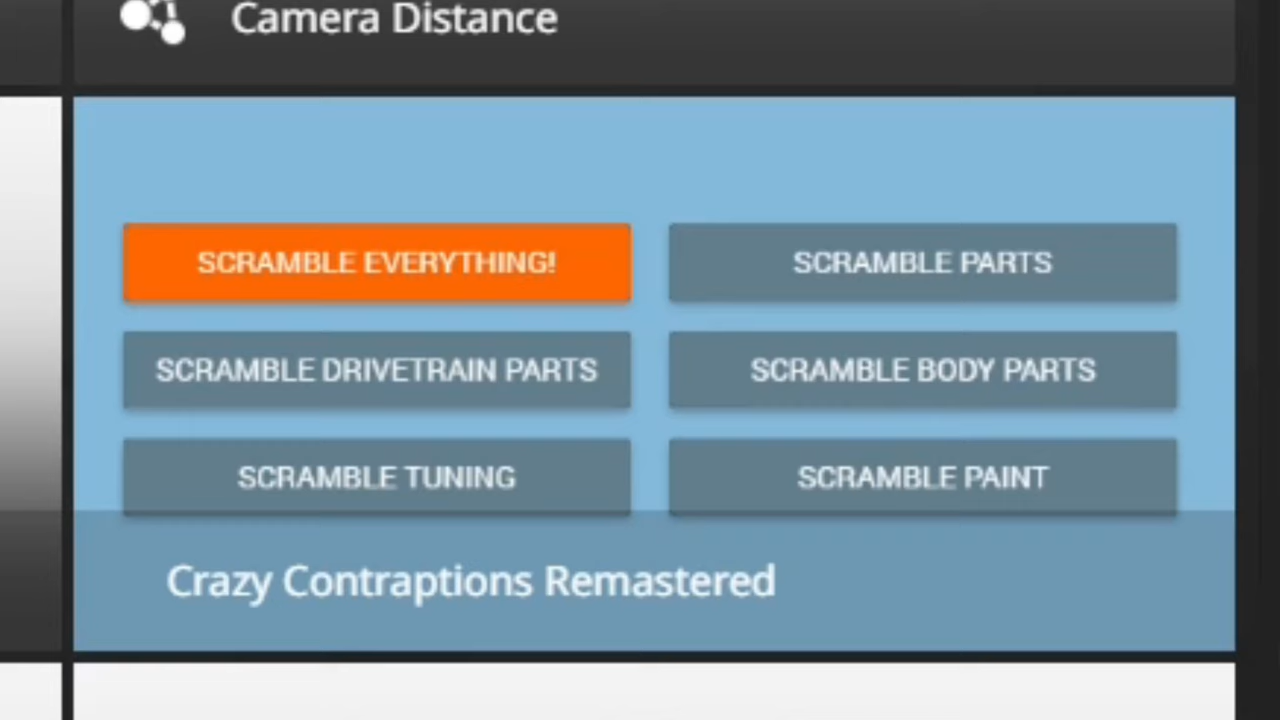 Camera Distance
SCRAMBLE EVERYTHING!
SCRAMBLE PARTS
SCRAMBLE DRIVETRAIN PARTS
SCRAMBLE BODY PARTS
SCRAMBLE TUNING
SCRAMBLE PAINT
Crazy Contraptions Remastered